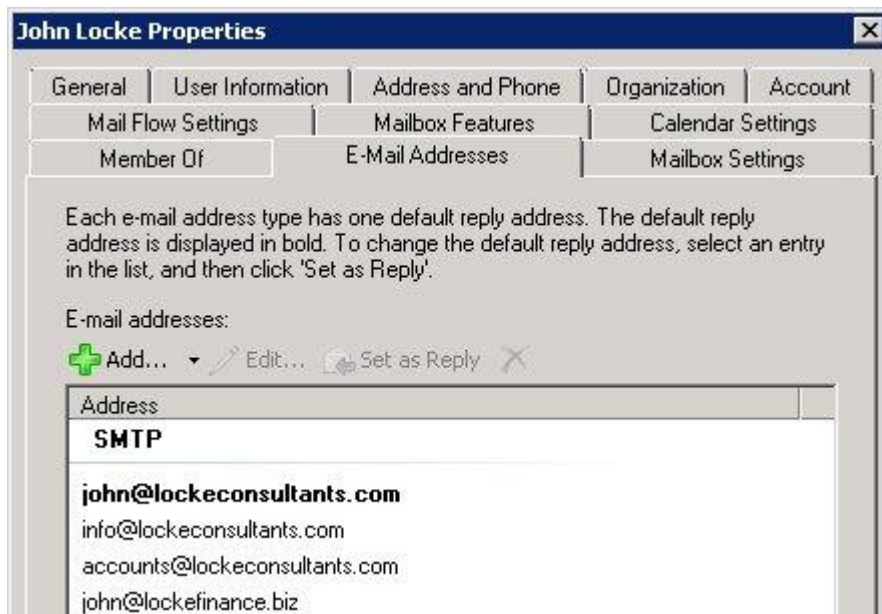 John Locke Properties
General User Information Address and Phone Organization Account
Mail Flow Settings Mailbox Features Calendar Settings
Member Of E-Mail Addresses Mailbox Settings
Each e-mail address type has one default reply address. The default reply
address is displayed in bold. To change the default reply address, select an entry
in the list, and then click 'Set as Reply'.
E-mail addresses:
Add... Edit... Set as Reply
Address
SMTP
john@lockeconsultants.com
info@lockeconsultants.com
accounts@lockeconsultants.com
john@lockefinance.biz